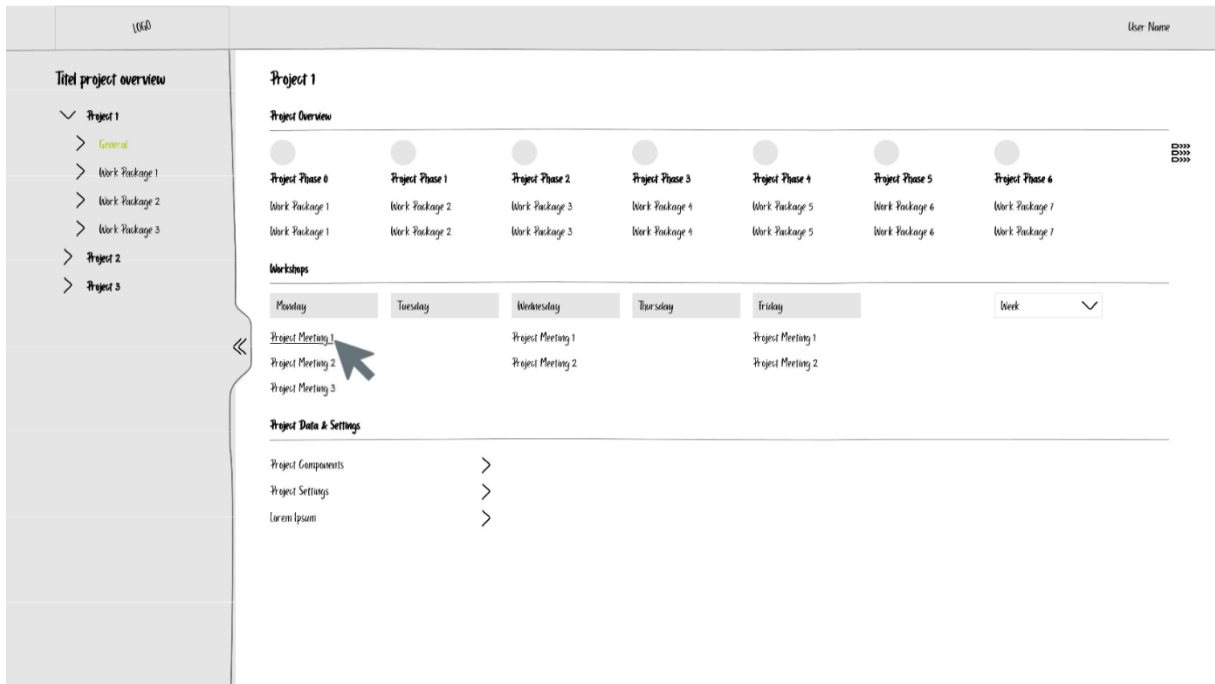 LOGO
User Name
Titel project overview
Project 1
General
Work Package 1
Work Package 2
Work Package 3
Project 2
Project 3
Project 1
Project Overview
Project Phase 0 Project Phase 1 Project Phase 2 Project Phase 3 Project Phase 4 Project Phase 5 Project Phase 6
Work Package 1 Work Package 2 Work Package 3 Work Package 4 Work Package 5 Work Package 6 Work Package 7
Work Package 1 Work Package 2 Work Package 3 Work Package 4 Work Package 5 Work Package 6 Work Package 7
Workshops
Monday Tuesday Wednesday Thursday Friday Week
Project Meeting 1 Project Meeting 1 Project Meeting 1
Project Meeting 2 Project Meeting 2 Project Meeting 2
Project Meeting 3
Project Data & Settings
Project Components
Project Settings
Lorem Ipsum